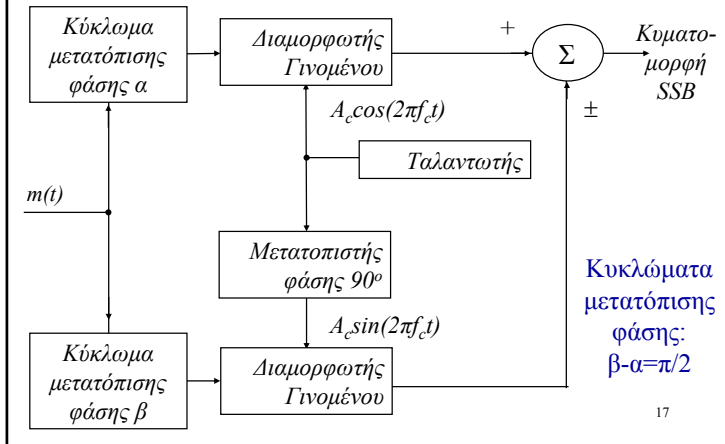 Κύκλωμα
μετατόπισης
φάσης α
Διαμορφωτής
Γινομένου
+
Σ
Κυματο-
μορφή
SSB
±
A_c cos(2πf_c t)
Ταλαντωτής
m(t)
Μετατοπιστής
φάσης 90°
A_c sin(2πf_c t)
Κύκλωμα
μετατόπισης
φάσης β
Διαμορφωτής
Γινομένου
Κυκλώματα
μετατόπισης
φάσης:
β-α=π/2
17